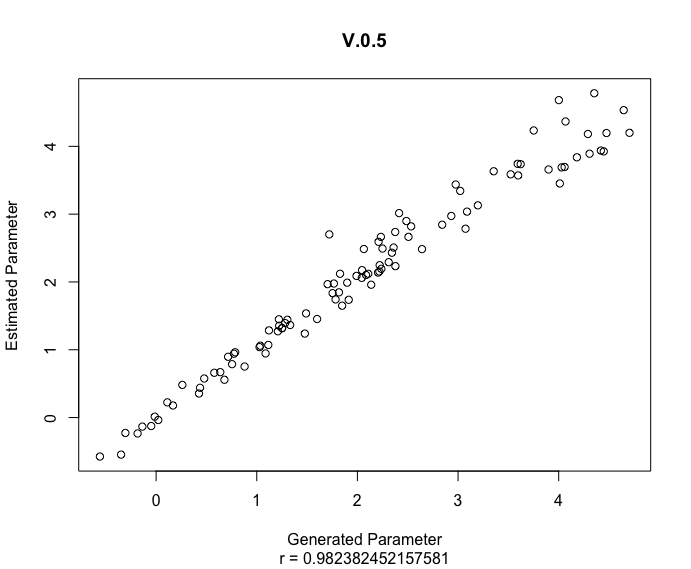 V.0.5
Estimated Parameter
4
3
2
1
0
0 1 2 3 4
Generated Parameter
r = 0.982382452157581